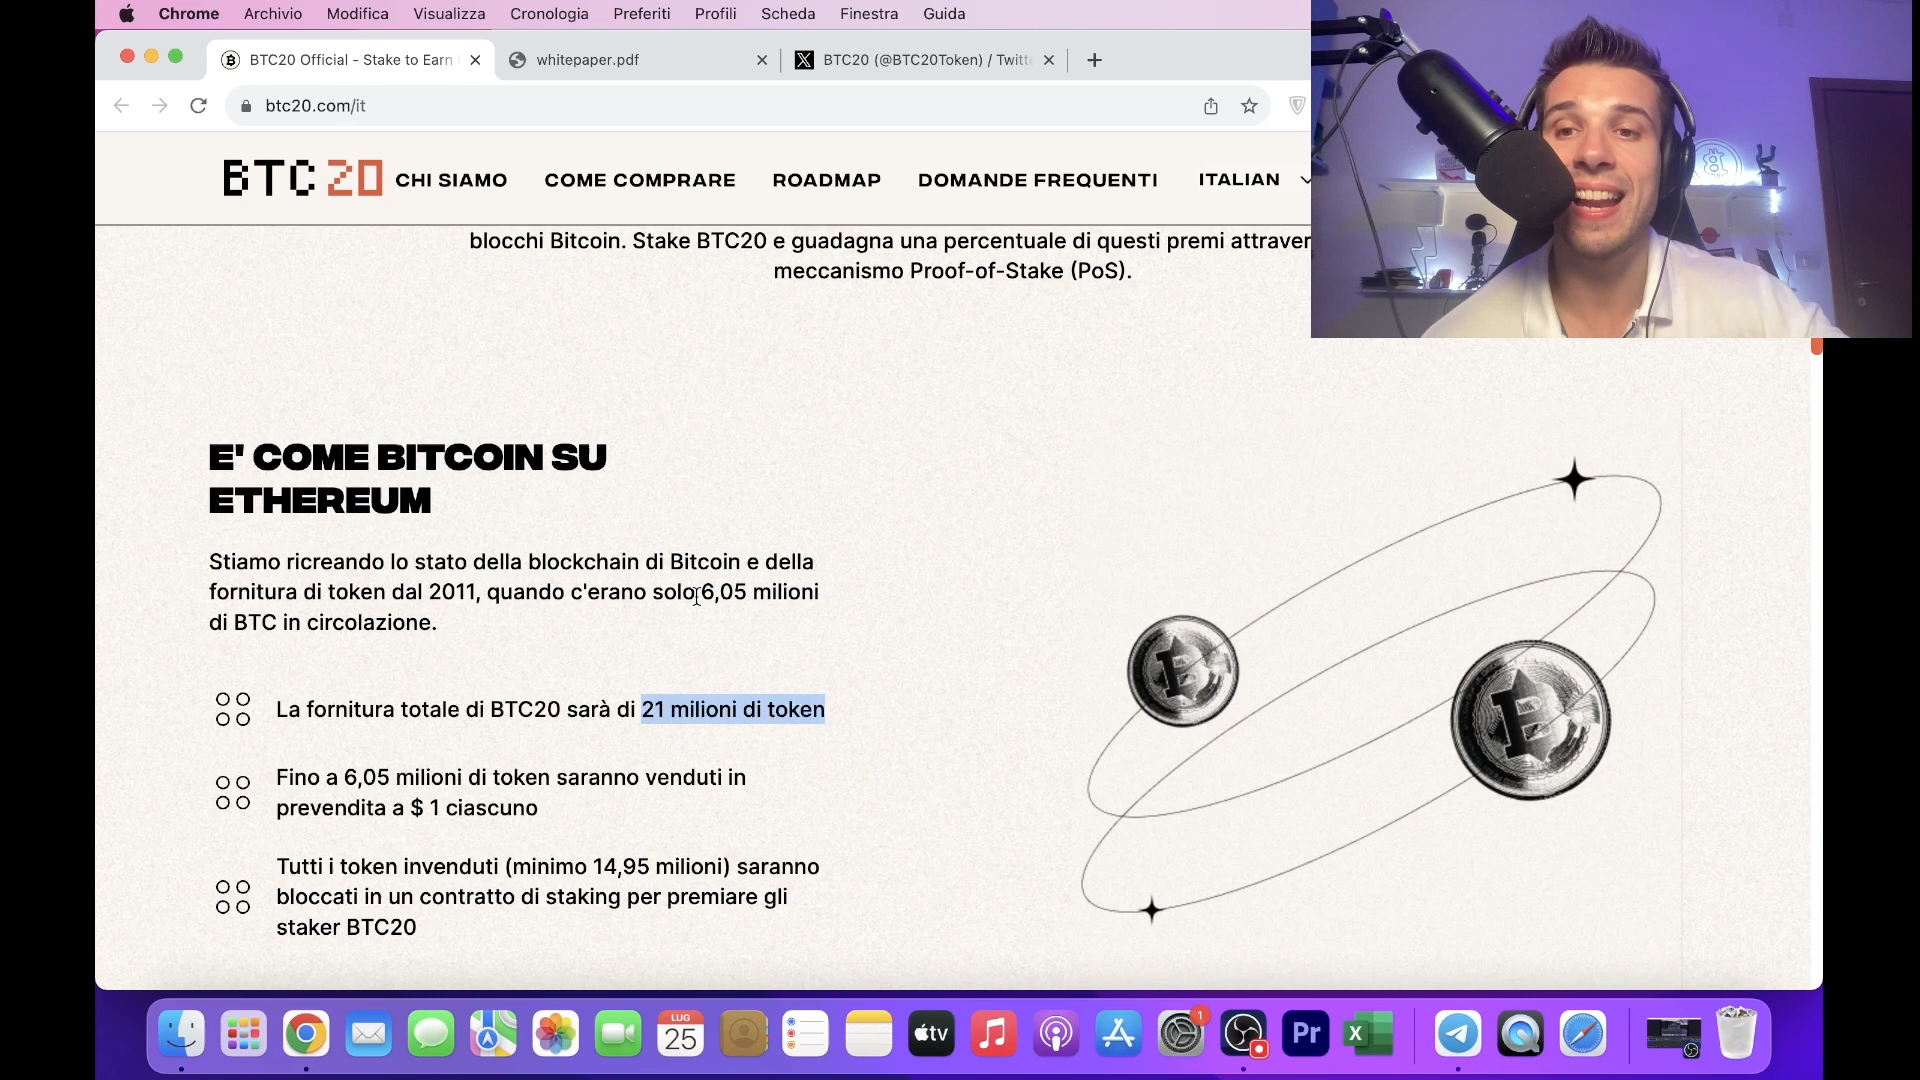 Chrome Archivio Modifica Visualizza Cronologia Preferiti Profili Scheda Finestra Guida
BTC20 Official - Stake to Earn whitepaper.pdf BTC20 (@BTC20Token) / Twitt
btc20.com/it
BTC20 CHI SIAMO COME COMPRARE ROADMAP DOMANDE FREQUENTI ITALIAN
blocchi Bitcoin. Stake BTC20 e guadagna una percentuale di questi premi attraver
meccanismo Proof-of-Stake (PoS).
E' COME BITCOIN SU
ETHEREUM
Stiamo ricreando lo stato della blockchain di Bitcoin e della
fornitura di token dal 2011, quando c'erano solo 6,05 milioni
di BTC in circolazione.
La fornitura totale di BTC20 sarà di 21 milioni di token
Fino a 6,05 milioni di token saranno venduti in
prevendita a $ 1 ciascuno
Tutti i token invenduti (minimo 14,95 milioni) saranno
bloccati in un contratto di staking per premiare gli
staker BTC20
LUG
25
tv
1
Pr
X